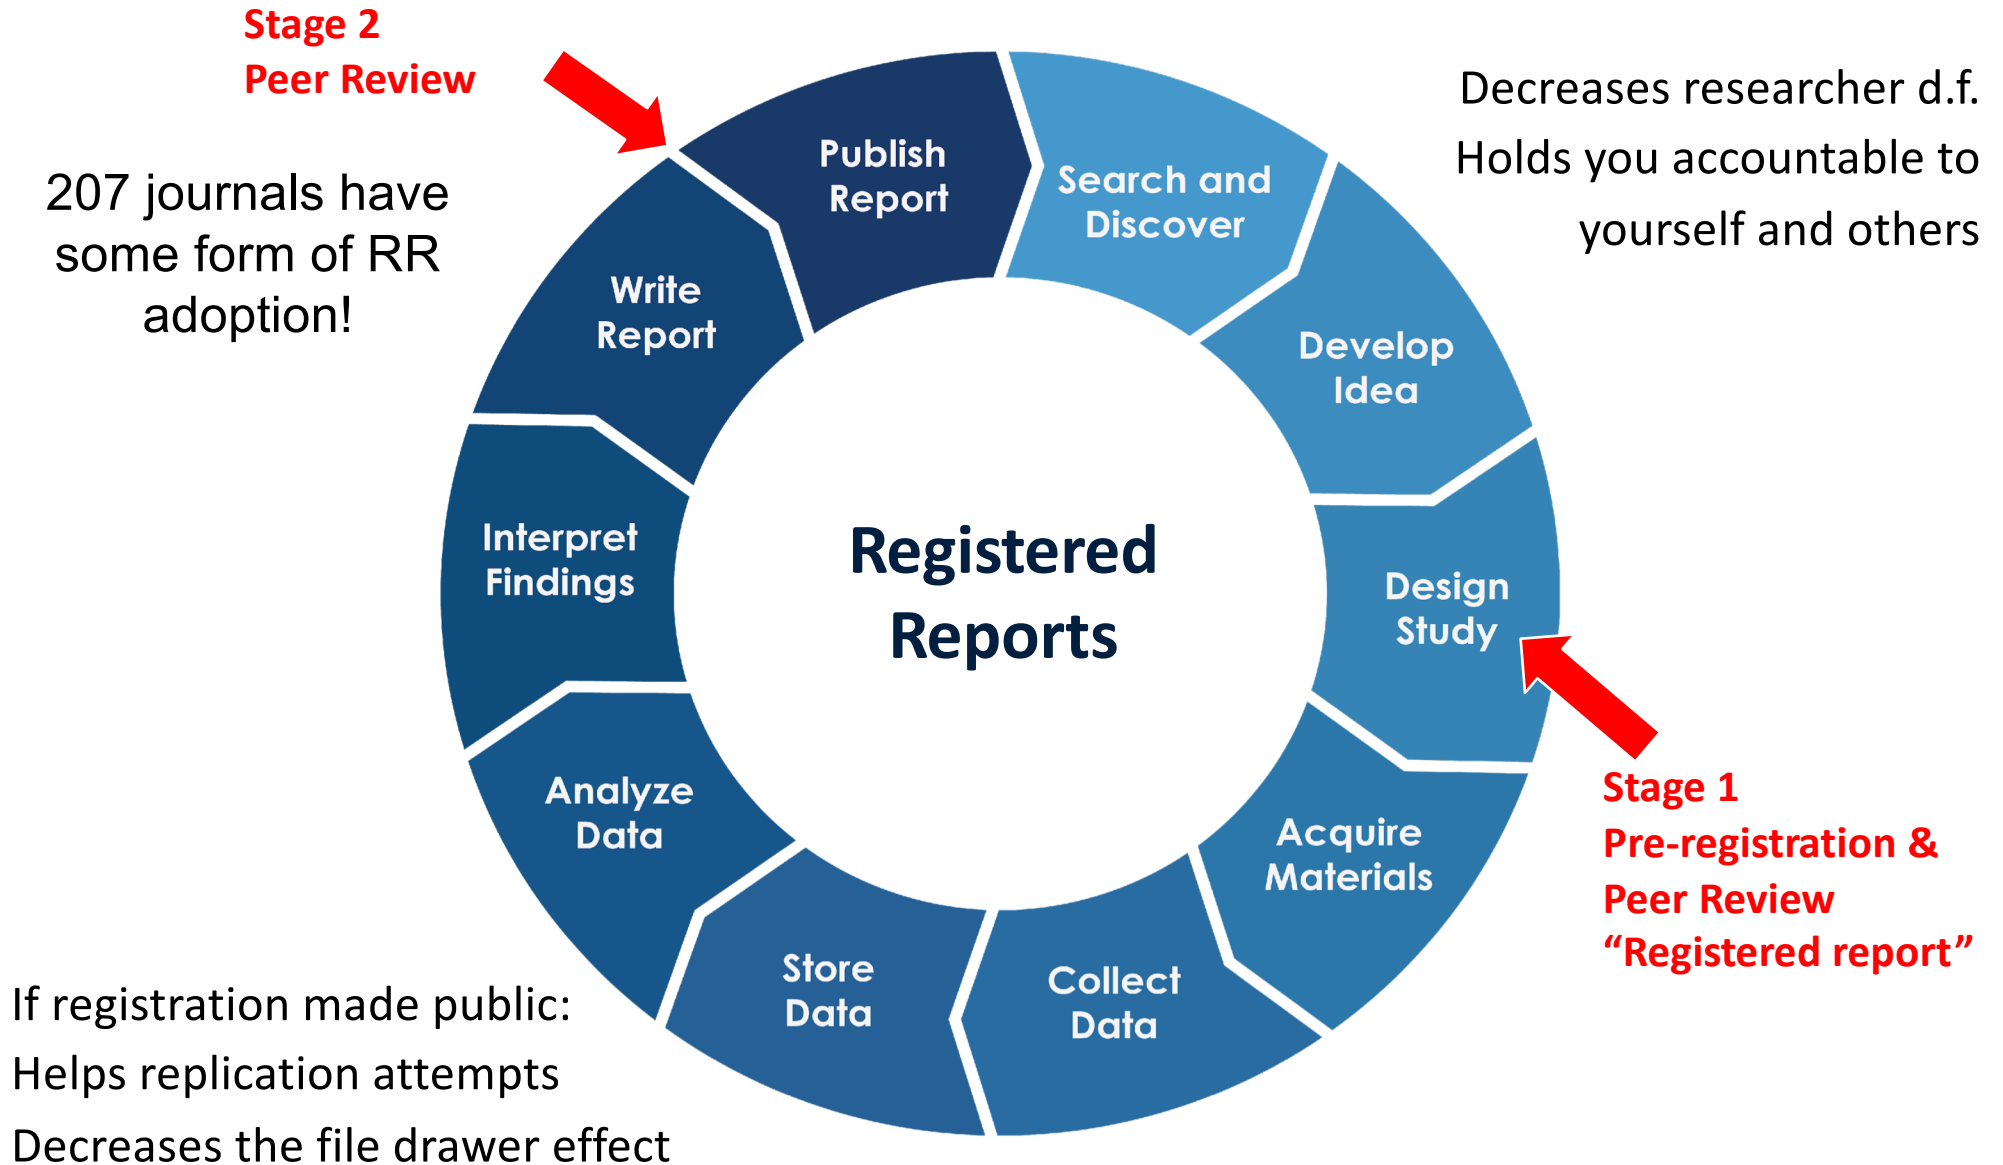 Stage 2
Peer Review
207 journals have
some form of RR
adoption!
Decreases researcher d.f.
Holds you accountable to
yourself and others
Publish
Report
Search and
Discover
Develop
Idea
Design
Study
Stage 1
Pre-registration &
Peer Review
“Registered report”
Acquire
Materials
Collect
Data
Store
Data
Analyze
Data
Interpret
Findings
Write
Report
Registered
Reports
If registration made public:
Helps replication attempts
Decreases the file drawer effect